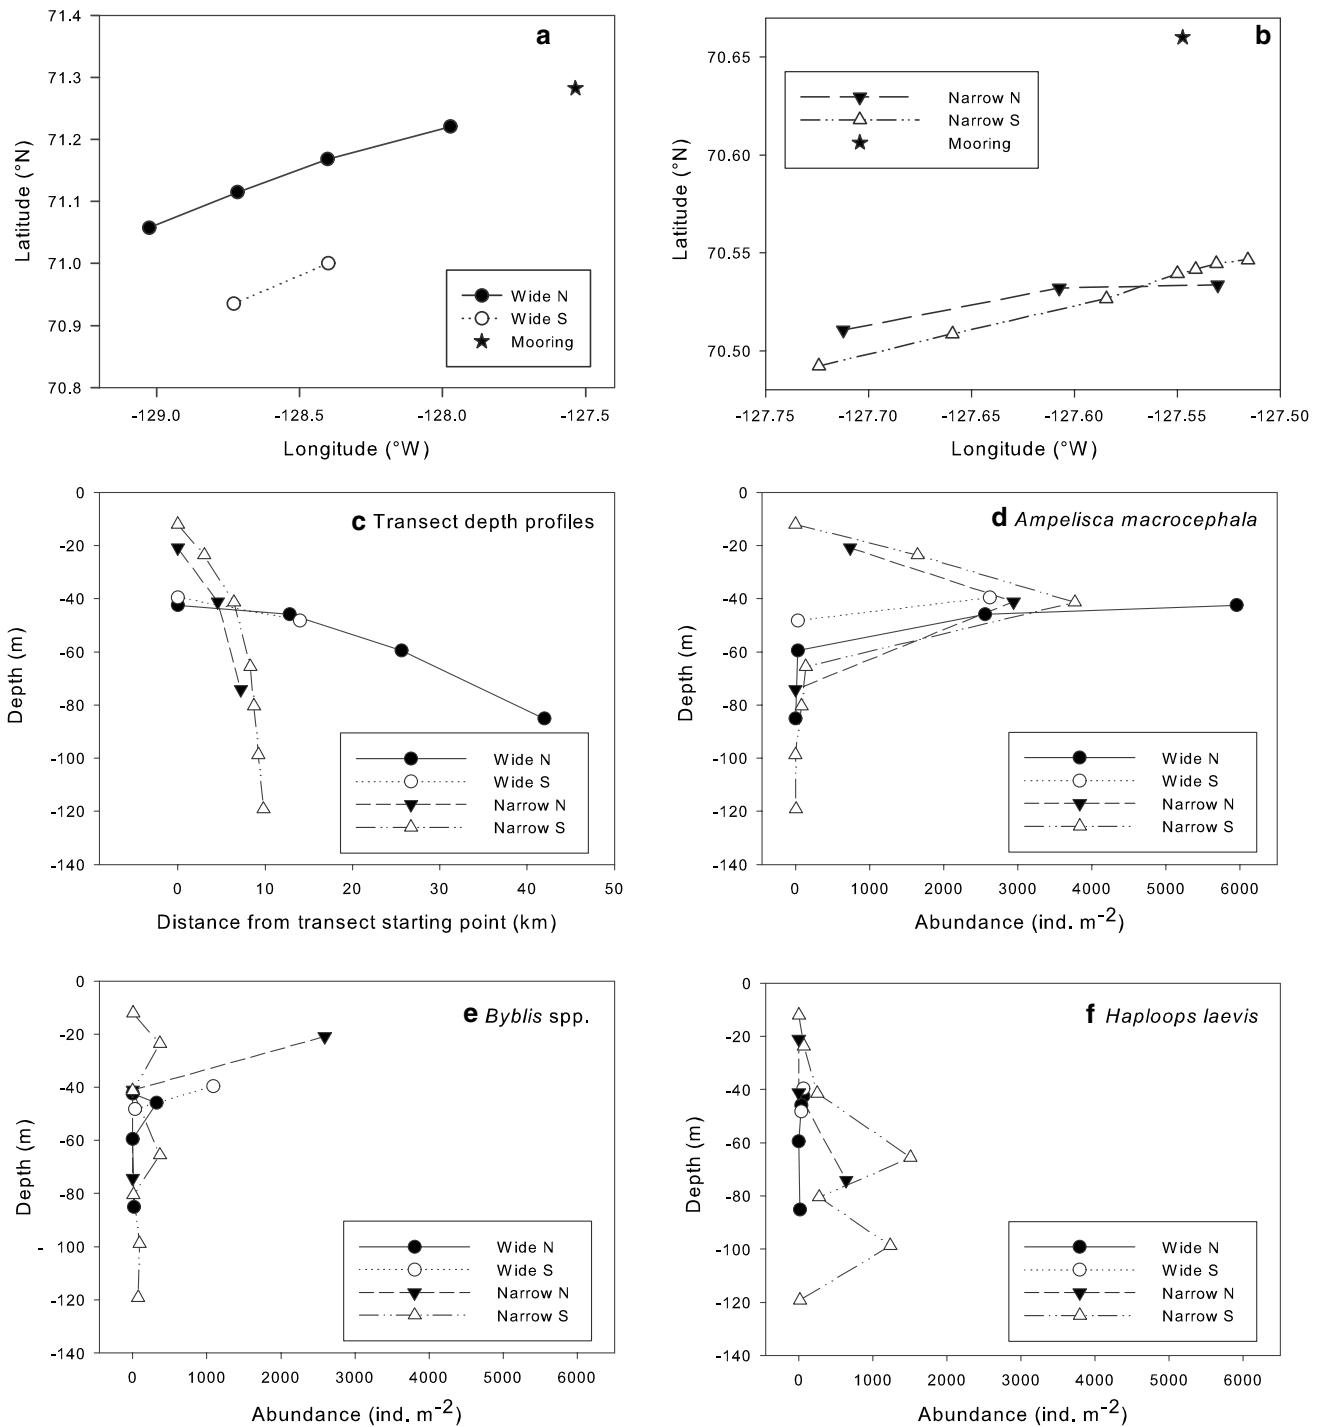 a
71.4
71.3
71.2
71.1
71.0
70.9
70.8
Latitude (°N)
Wide N
Wide S
Mooring
-129.0
-128.5
-128.0
-127.5
Longitude (°W)
b
70.65
70.60
70.55
70.50
Latitude (°N)
Narrow N
Narrow S
Mooring
-127.75
-127.70
-127.65
-127.60
-127.55
-127.50
Longitude (°W)
c Transect depth profiles
0
-20
-40
-60
-80
-100
-120
-140
Depth (m)
Wide N
Wide S
Narrow N
Narrow S
0
10
20
30
40
50
Distance from transect starting point (km)
d Ampelisca macrocephala
0
-20
-40
-60
-80
-100
-120
-140
Depth (m)
Wide N
Wide S
Narrow N
Narrow S
0
1000
2000
3000
4000
5000
6000
Abundance (ind. m⁻²)
e Byblis spp.
0
-20
-40
-60
-80
- 100
-120
-140
Depth (m)
Wide N
Wide S
Narrow N
Narrow S
0
1000
2000
3000
4000
5000
6000
Abundance (ind. m⁻²)
f Haploops laevis
0
-20
-40
-60
-80
-100
-120
-140
Depth (m)
Wide N
Wide S
Narrow N
Narrow S
0
1000
2000
3000
4000
5000
6000
Abundance (ind. m⁻²)